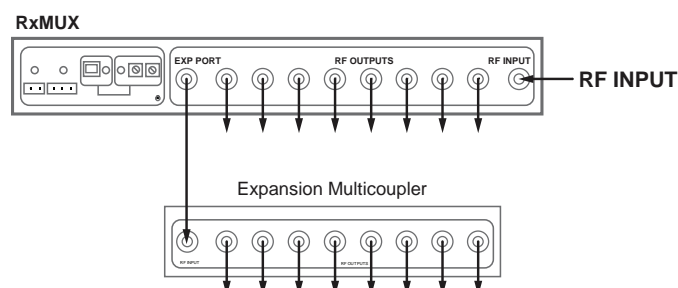 RxMUX
EXP PORT RF OUTPUTS RF INPUT
RF INPUT
Expansion Multicoupler
RF INPUT RF OUTPUTS